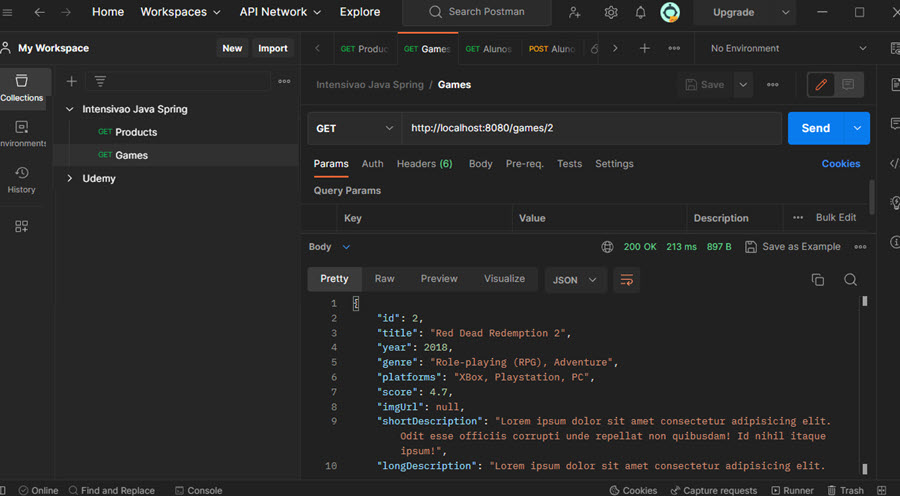 Home Workspaces API Network Explore Search Postman Upgrade
My Workspace New Import GET Produc GET Games GET Alunos POST Aluno No Environment
Collections
Intensivao Java Spring / Games Save
Intensivao Java Spring
GET Products
GET http://localhost:8080/games/2 Send
GET Games
Params Auth Headers (6) Body Pre-req. Tests Settings Cookies
Udemy
History
Query Params
Key Value Description Bulk Edit
Body 200 OK 213 ms 897 B Save as Example
Pretty Raw Preview Visualize JSON
1 {
2 "id": 2,
3 "title": "Red Dead Redemption 2",
4 "year": 2018,
5 "genre": "Role-playing (RPG), Adventure",
6 "platforms": "XBox, Playstation, PC",
7 "score": 4.7,
8 "imgUrl": null,
9 "shortDescription": "Lorem ipsum dolor sit amet consectetur adipisicing elit.
Odit esse officiis corrupti unde repellat non quibusdam! Id nihil itaque
ipsum!",
10 "longDescription": "Lorem ipsum dolor sit amet consectetur adipisicing elit.
Online Find and Replace Console Cookies Capture requests Runner Trash